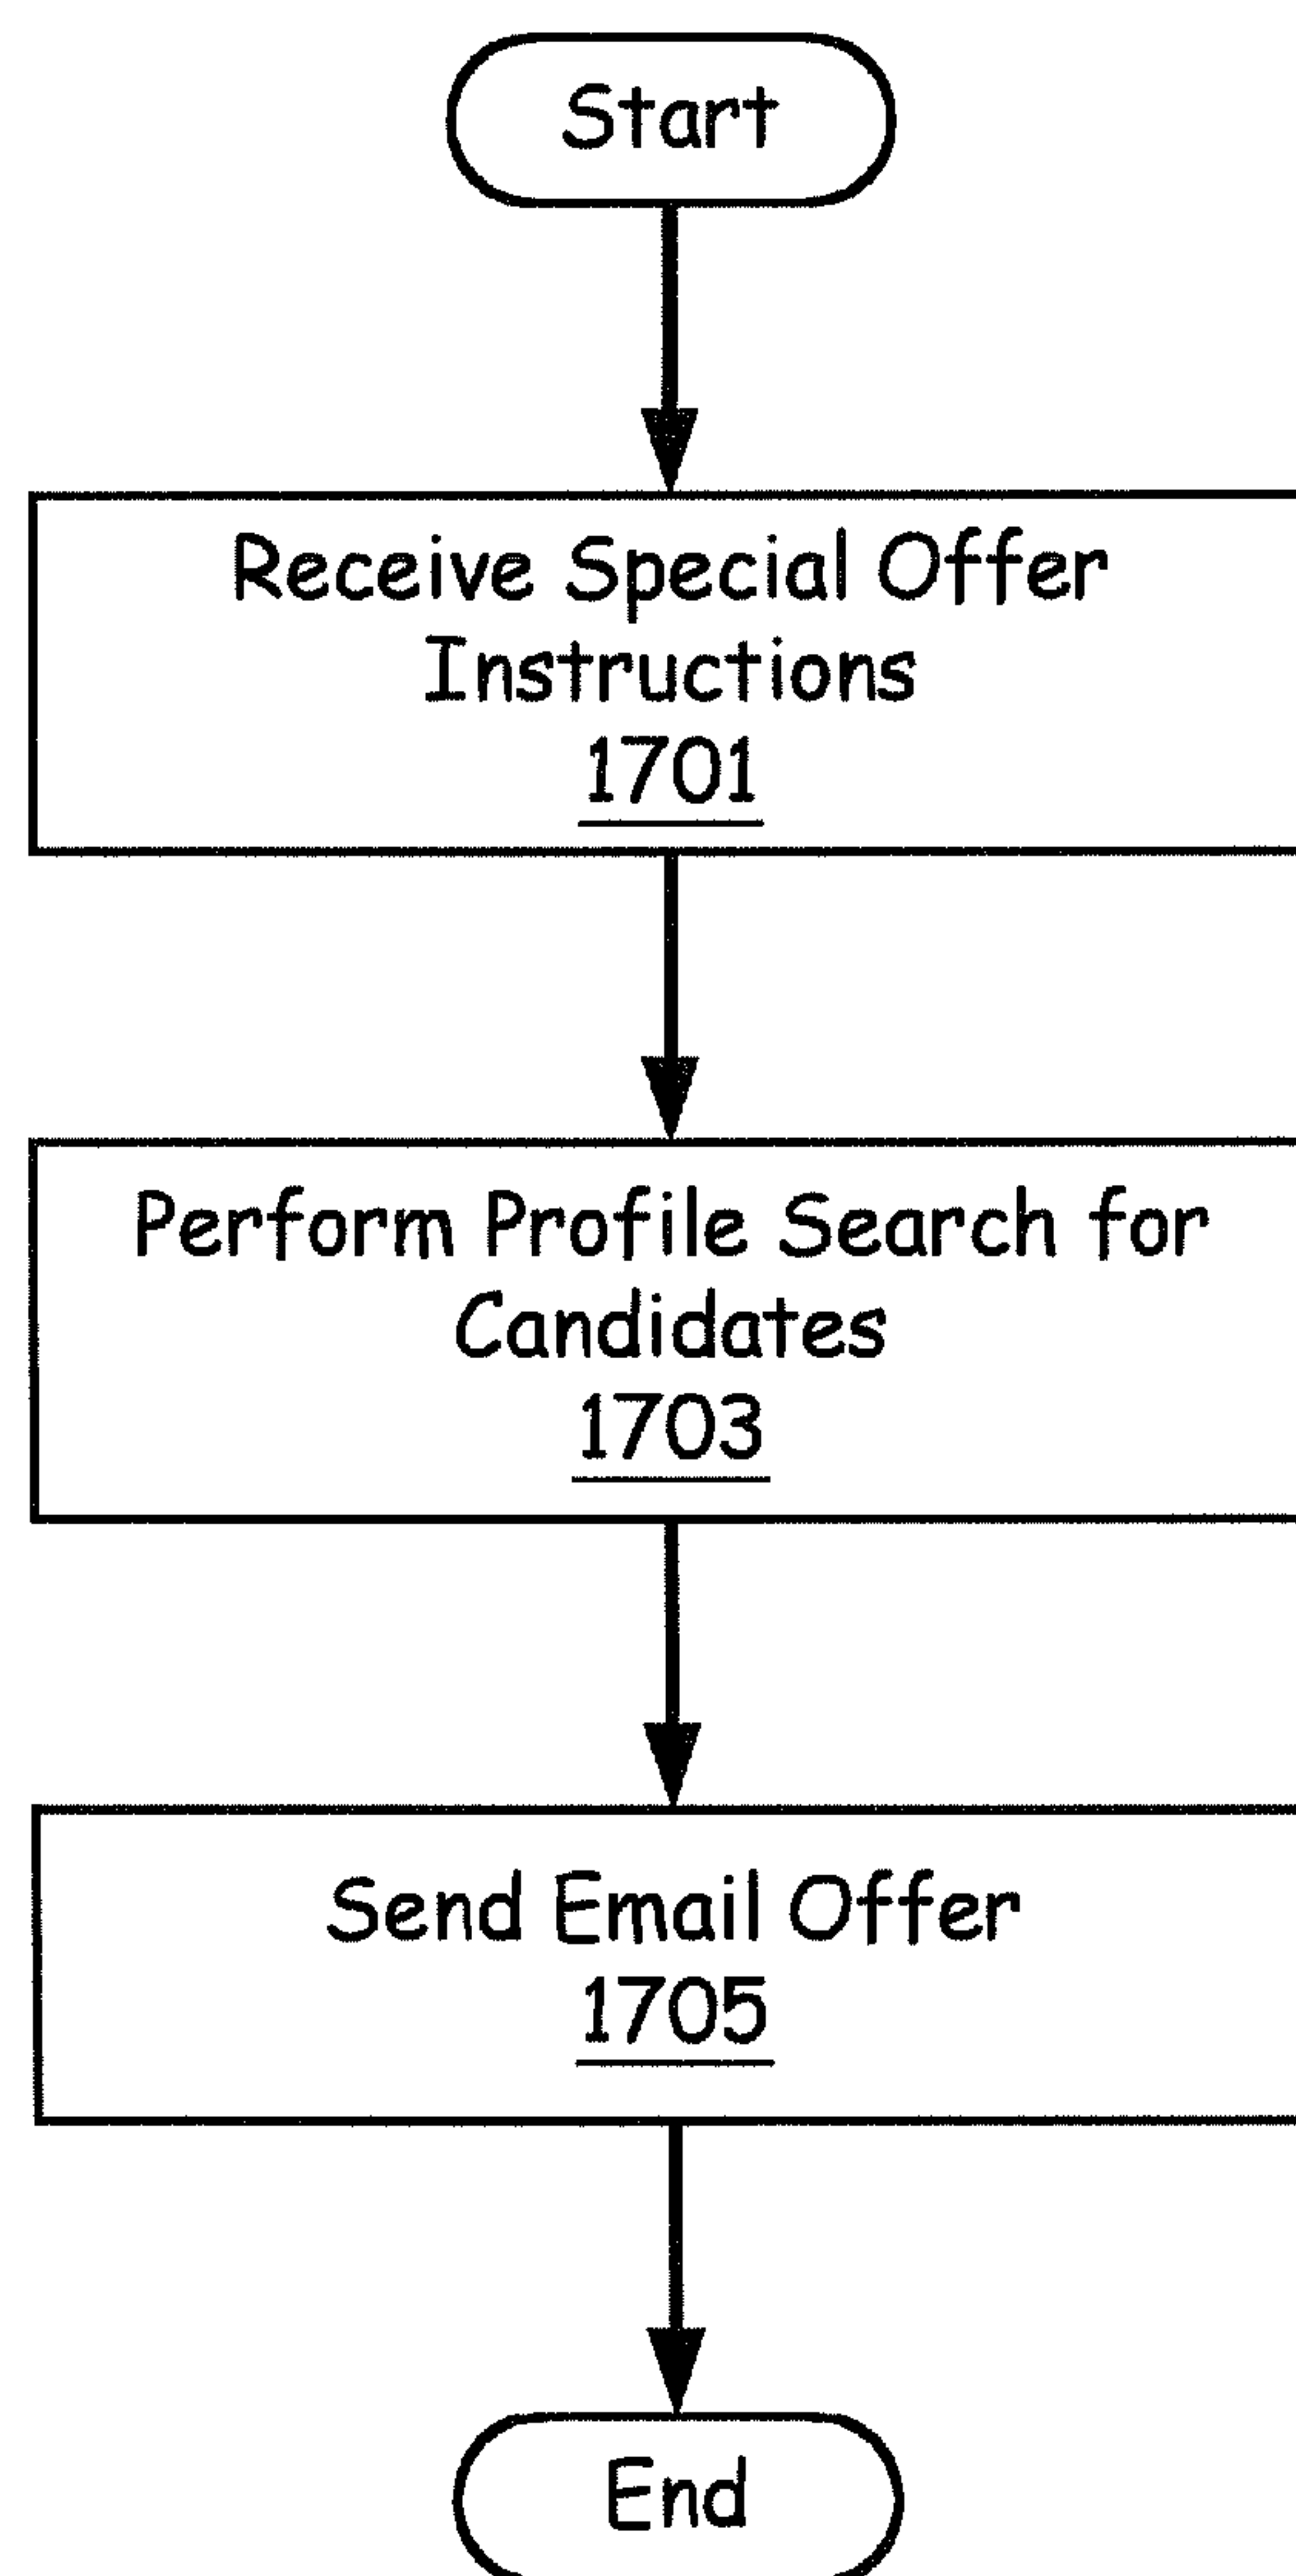 Start
Receive Special Offer
Instructions
1701
Perform Profile Search for
Candidates
1703
Send Email Offer
1705
End